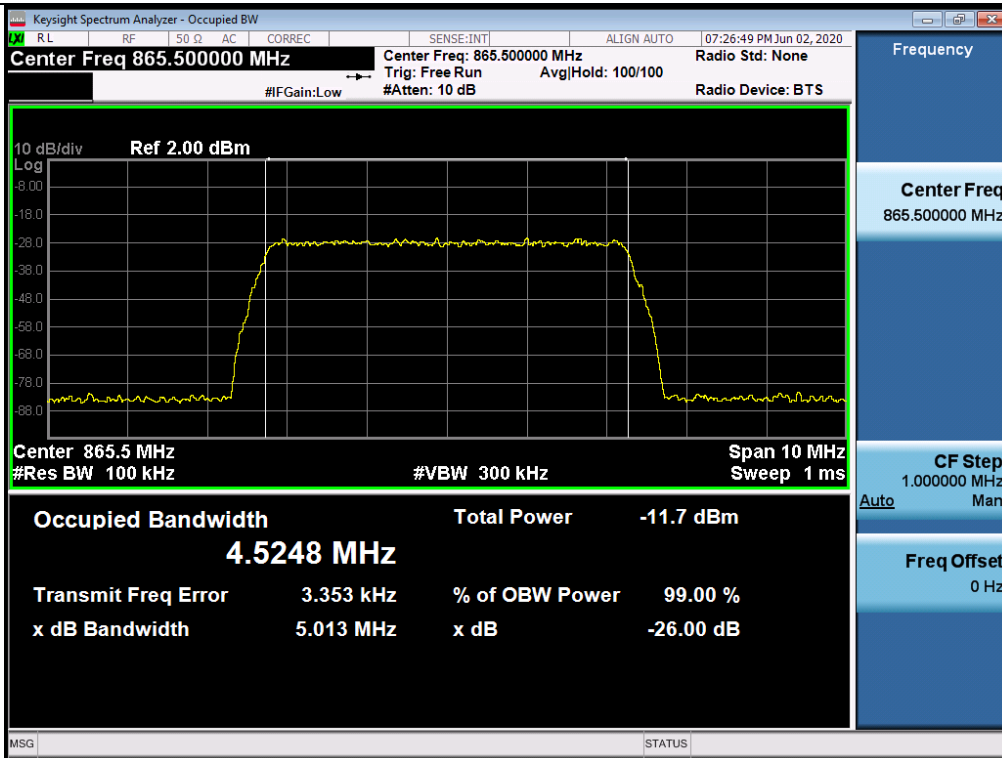 Keysight Spectrum Analyzer - Occupied BW
LXI RL RF 50 Ω AC CORREC SENSE:INT ALIGN AUTO 07:26:49 PM Jun 02, 2020
Center Freq 865.500000 MHz Center Freq: 865.500000 MHz Radio Std: None
Trig: Free Run Avg|Hold: 100/100
#IFGain:Low #Atten: 10 dB Radio Device: BTS
10 dB/div Ref 2.00 dBm
Log
-8.00
-18.0
-28.0
-38.0
-48.0
-58.0
-68.0
-78.0
-88.0
Center 865.5 MHz Span 10 MHz
#Res BW 100 kHz #VBW 300 kHz Sweep 1 ms
Occupied Bandwidth Total Power -11.7 dBm
4.5248 MHz
Transmit Freq Error 3.353 kHz % of OBW Power 99.00 %
x dB Bandwidth 5.013 MHz x dB -26.00 dB
MSG STATUS
Frequency
Center Freq
865.500000 MHz
CF Step
1.000000 MHz
Auto Man
Freq Offset
0 Hz